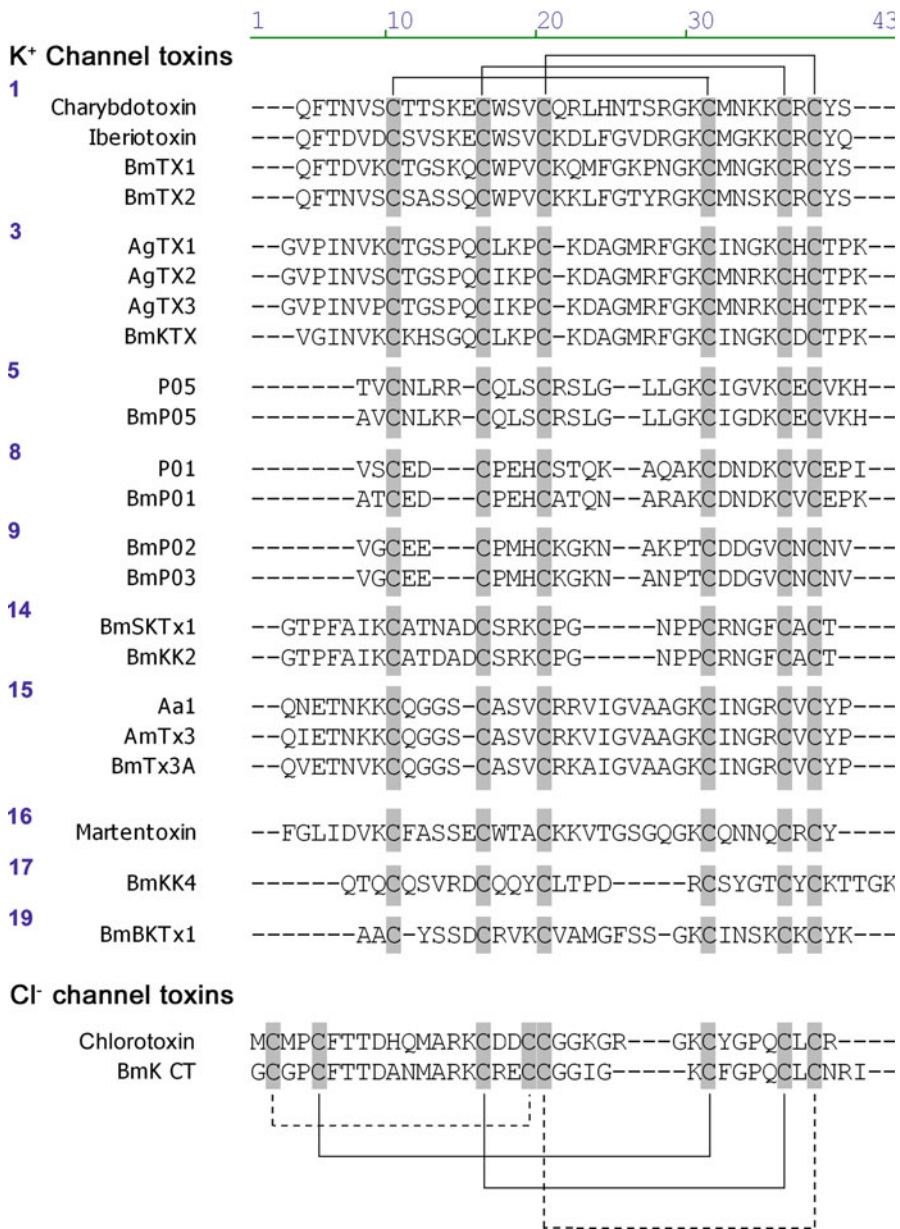 1 10 20 30 43
K⁺ Channel toxins
1
Charybdotoxin ---QFTNVSCTTSKECWSVCQRLHNTSRGKCMNKKCRCYS----
Iberiotoxin ---QFTDVDCSVSKECWSVCKDLFGVDRGKCMGKKCRCYQ----
BmTX1 ---QFTDVKCTGSKQCWPVCKQMFGKPNGKCMNGKCRCYS----
BmTX2 ---QFTNVSCSASSQCWPVCKKLFGTYRGKCMNSKCRCYS----
3
AgTX1 --GVPINVKCTGSPQCLKPC-KDAGMRFGKCINGKCHCTPK--
AgTX2 --GVPINVSCTGSPQCIKPC-KDAGMRFGKCMNRKCHCTPK--
AgTX3 --GVPINVPCTGSPQCIKPC-KDAGMRFGKCMNRKCHCTPK--
BmKTX ---VGINVKCKHSGQCLKPC-KDAGMRFGKCINGKCDCTPK--
5
P05 -------TVCNLRR-CQLSCRSLG--LLGKCIGVKCECVKH--
BmP05 -------AVCNLKR-CQLSCRSLG--LLGKCIGDKCECVKH--
8
P01 -------VSCED---CPEHCSTQK--AQAKCDNDKCVCEPI--
BmP01 -------ATCED---CPEHCATQN--ARAKCDNDKCVCEPK--
9
BmP02 -------VGCEE---CPMHCKGKN--AKPTCDDGVCNCNV---
BmP03 -------VGCEE---CPMHCKGKN--ANPTCDDGVCNCNV---
14
BmSKTx1 --GTPFAIKCATNADCSRKCPG-----NPPCRNGFCACT----
BmKK2 --GTPFAIKCATDADCSRKCPG-----NPPCRNGFCACT----
15
Aa1 --QNETNKKCQGGS-CASVCRRVIGVAAGKCINGRCVCYP---
AmTx3 --QIETNKKCQGGS-CASVCRKVIGVAAGKCINGRCVCYP---
BmTx3A --QVETNVKCQGGS-CASVCRKAIGVAAGKCINGRCVCYP---
16
Martentoxin --FGLIDVKCFASSECWTACKKVTGSGQGKCQNNQCRCY----
17
BmKK4 ------QTQCQSVRDCQQYCLTPD-----RCSYGTCYCKTTGK
19
BmBKTx1 -------AAC-YSSDCRVKCVAMGFSS-GKCINSKCKCYK---
Cl⁻ channel toxins
Chlorotoxin MCMPCFTTDHQMARKCDDCCGGKGR---GKCYGPQCLCR----
BmK CT GCGPCFTTDANMARKCRECCGGIG-----KCFGPQCLCNRI--